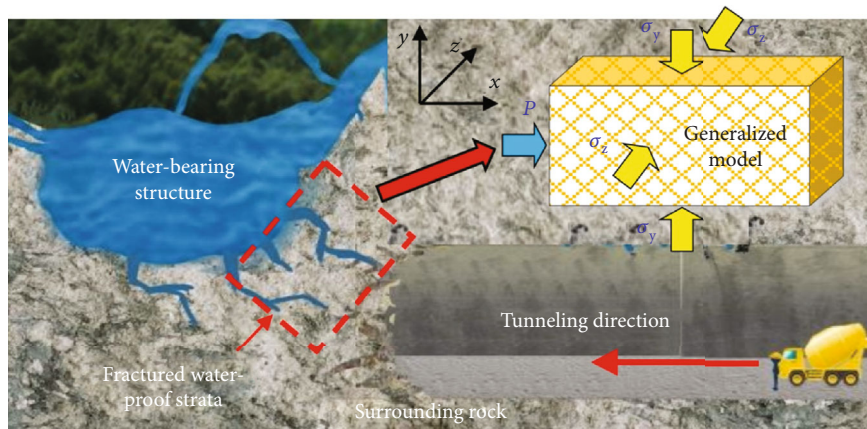 y
z
x
P
σy
σz
Generalized
model
σz
σy
Water-bearing
structure
Tunneling direction
Fractured water-
proof strata
Surrounding rock